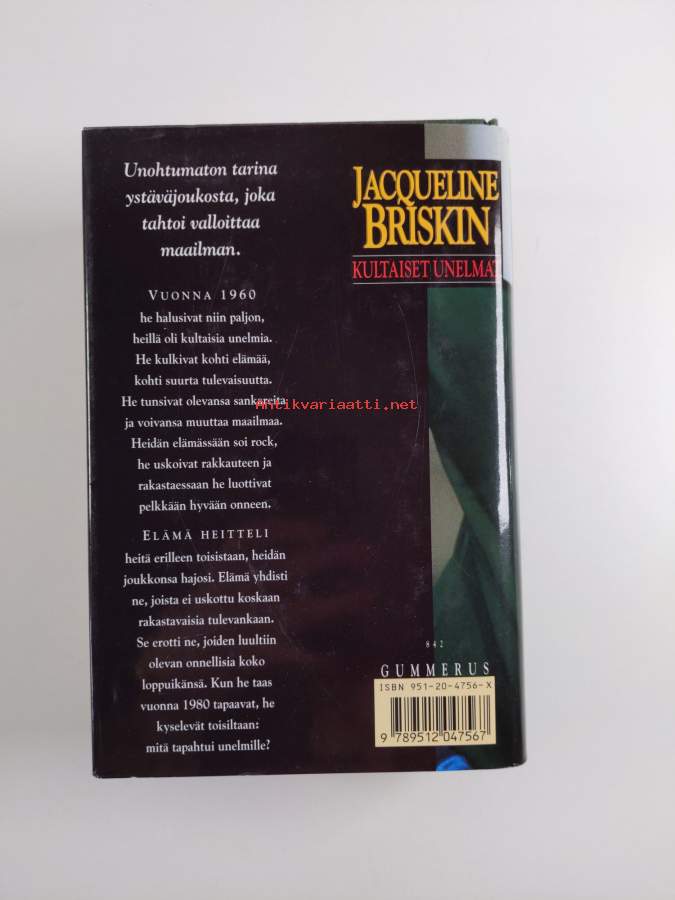 Unohtumaton tarina
ystäväjoukosta, joka
tahtoi valloittaa
maailman.
VUONNA 1960
he halusivat niin paljon,
heillä oli kultaisia unelmia.
He kulkivat kohti elämää,
kohti suurta tulevaisuutta.
He tunsivat olevansa sankareita
ja voivansa muuttaa maailmaa.
Heidän elämässään soi rock,
he uskoivat rakkauteen ja
rakastaessaan he luottivat
pelkkään hyvään onneen.
ELÄMÄ HEITTELI
heitä erilleen toisistaan, heidän
joukkonsa hajosi. Elämä yhdisti
ne, joista ei uskottu koskaan
rakastavaisia tulevankaan.
Se erotti ne, joiden luultiin
olevan onnellisia koko
loppuikänsä. Kun he taas
vuonna 1980 tapaavat, he
kyselevät toisiltaan:
mitä tapahtui unelmille?
JACQUELINE
BRISKIN
KULTAISET UNELMAT
Antikvariaatti.net
842
GUMMERUS
ISBN 951-20-4756-X
9 789512 047567